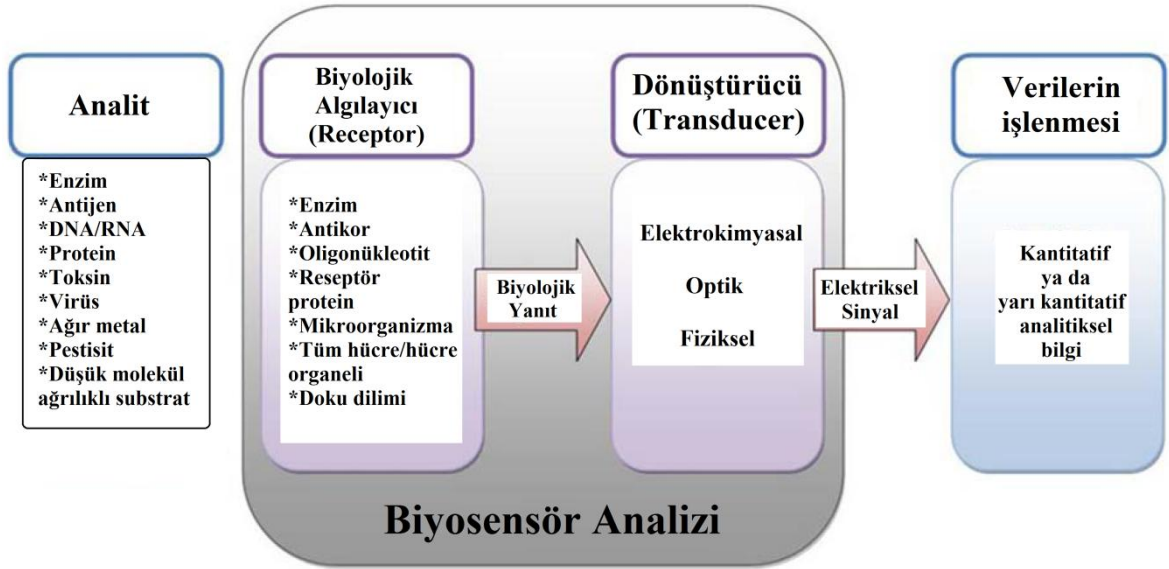 Analit
*Enzim
*Antijen
*DNA/RNA
*Protein
*Toksin
*Virüs
*Ağır metal
*Pestisit
*Düşük molekül
ağrılıklı substrat
Biyolojik
Algılayıcı
(Receptor)
*Enzim
*Antikor
*Oligonükleotit
*Reseptör
protein
*Mikroorganizma
*Tüm hücre/hücre
organeli
*Doku dilimi
Biyolojik
Yanıt
Dönüştürücü
(Transducer)
Elektrokimyasal
Optik
Fiziksel
Elektriksel
Sinyal
Verilerin
işlenmesi
Kantitatif
ya da
yarı kantitatif
analitiksel
bilgi
Biyosensör Analizi